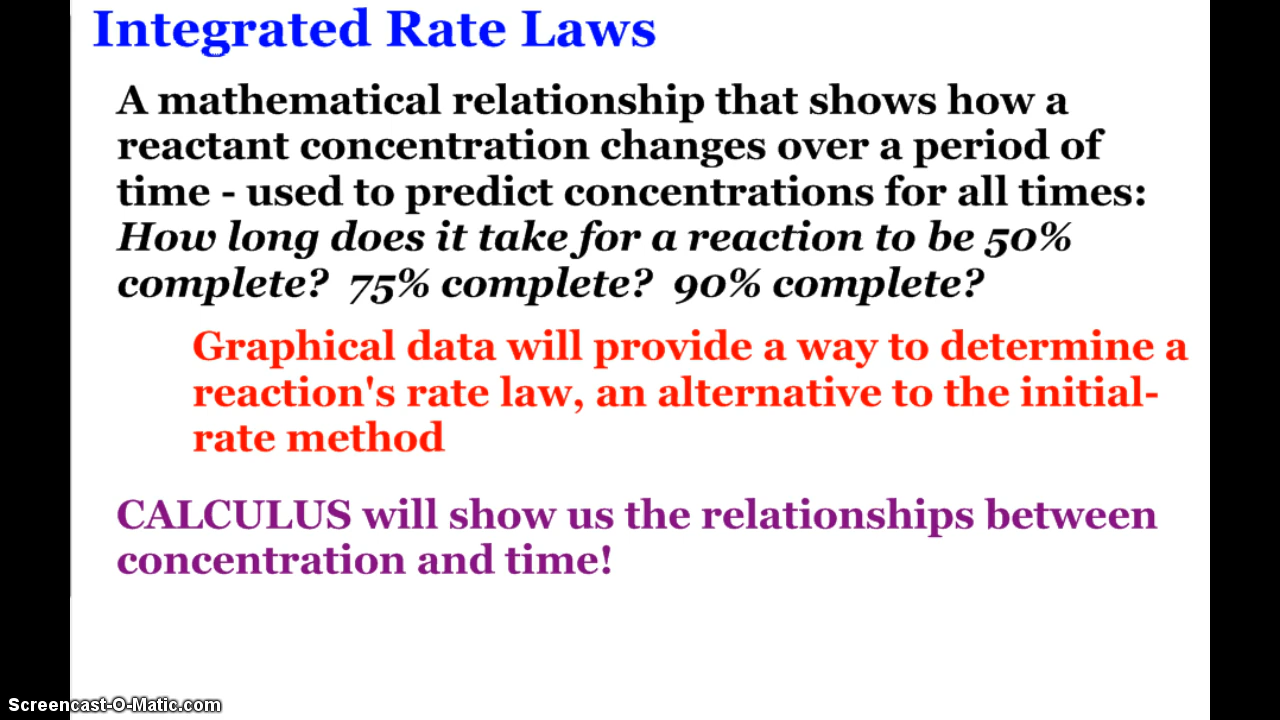 Integrated Rate Laws
A mathematical relationship that shows how a
reactant concentration changes over a period of
time - used to predict concentrations for all times:
How long does it take for a reaction to be 50%
complete? 75% complete? 90% complete?
Graphical data will provide a way to determine a
reaction's rate law, an alternative to the initial-
rate method
CALCULUS will show us the relationships between
concentration and time!
Screencast-O-Matic.com